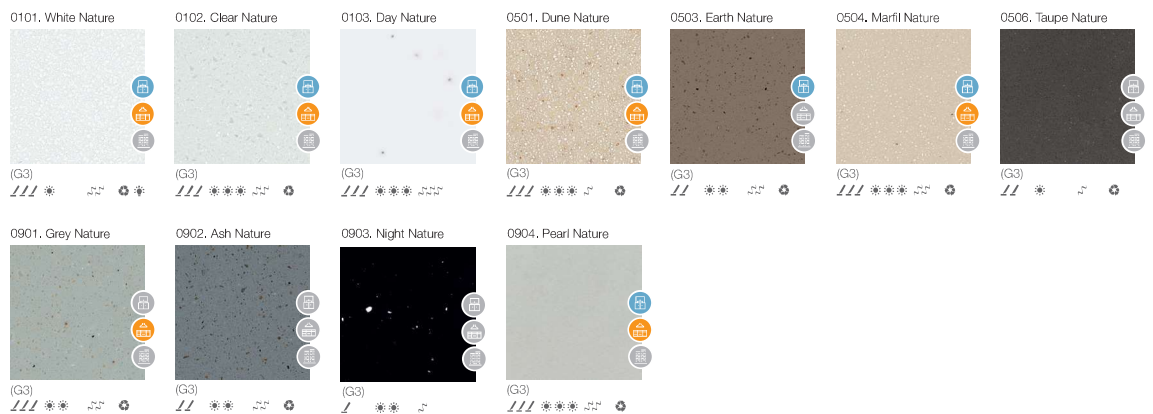 0101. White Nature
0102. Clear Nature
0103. Day Nature
0501. Dune Nature
0503. Earth Nature
0504. Marfil Nature
0506. Taupe Nature
(G3)
(G3)
(G3)
(G3)
(G3)
(G3)
(G3)
0901. Grey Nature
0902. Ash Nature
0903. Night Nature
0904. Pearl Nature
(G3)
(G3)
(G3)
(G3)